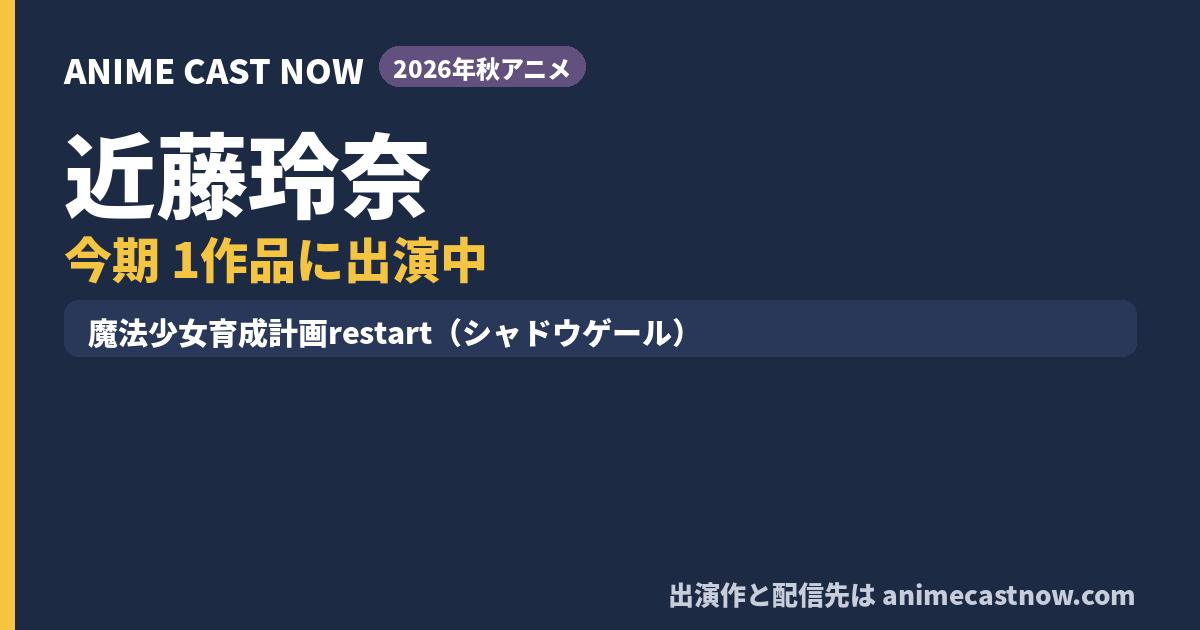 ANIME CAST NOW 2026年秋アニメ
近藤玲奈
今期 1作品に出演中
魔法少女育成計画restart（シャドウゲール）
出演作と配信先は animecastnow.com